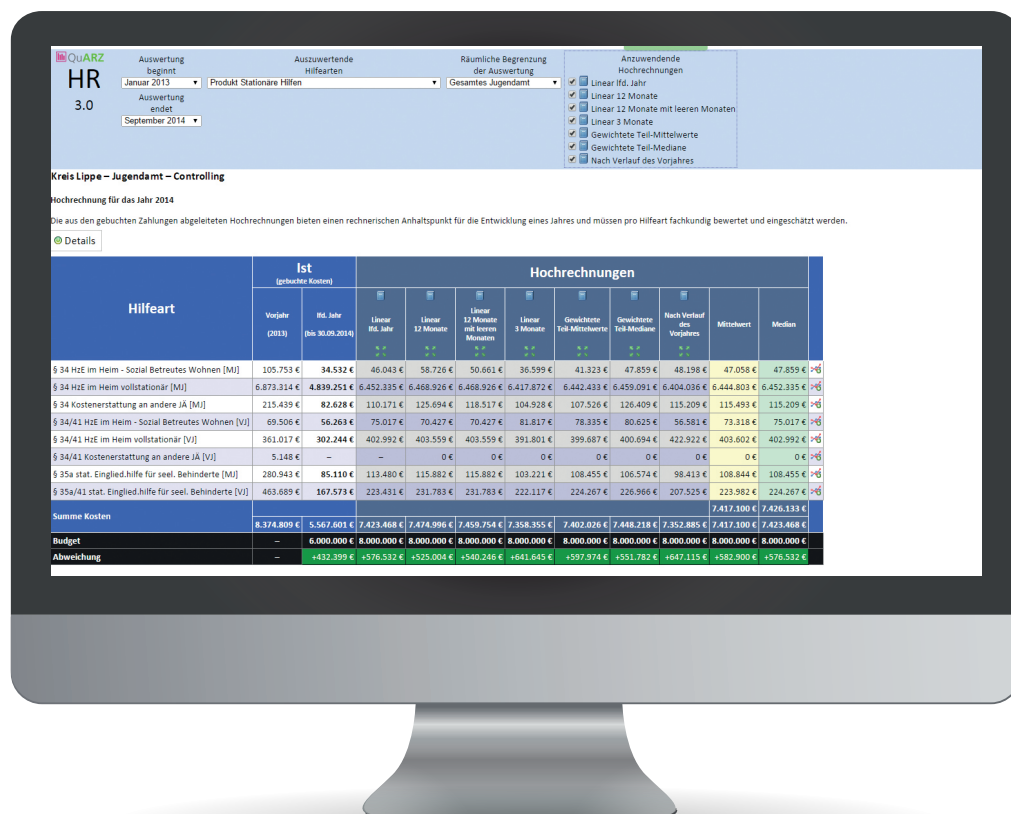 QuARZ
HR
3.0
Auswertung
beginnt
Januar 2013
Auswertung
endet
September 2014
Auszuwertende
Hilfearten
Produkt Stationäre Hilfen
Räumliche Begrenzung
der Auswertung
Gesamtes Jugendamt
Anzuwendende
Hochrechnungen
Linear lfd. Jahr
Linear 12 Monate
Linear 12 Monate mit leeren Monaten
Linear 3 Monate
Gewichtete Teil-Mittelwerte
Gewichtete Teil-Mediane
Nach Verlauf des Vorjahres
Kreis Lippe – Jugendamt – Controlling
Hochrechnung für das Jahr 2014
Die aus den gebuchten Zahlungen abgeleiteten Hochrechnungen bieten einen rechnerischen Anhaltspunkt für die Entwicklung eines Jahres und müssen pro Hilfeart fachkundig bewertet und eingeschätzt werden.
Details
Hilfeart
Ist
(gebuchte Kosten)
Hochrechnungen
Vorjahr
(2013)
lfd. Jahr
(bis 30.09.2014)
Linear
lfd. Jahr
Linear
12 Monate
Linear
12 Monate
mit leeren
Monaten
Linear
3 Monate
Gewichtete
Teil-Mittelwerte
Gewichtete
Teil-Mediane
Nach Verlauf
des
Vorjahres
Mittelwert
Median
§ 34 HzE im Heim - Sozial Betreutes Wohnen [MJ] 105.753 € 34.532 € 46.043 € 58.726 € 50.661 € 36.599 € 41.323 € 47.859 € 48.198 € 47.058 € 47.859 €
§ 34 HzE im Heim vollstationär [MJ] 6.873.314 € 4.839.251 € 6.452.335 € 6.468.926 € 6.468.926 € 6.417.872 € 6.442.433 € 6.459.091 € 6.404.036 € 6.444.803 € 6.452.335 €
§ 34 Kostenerstattung an andere JÄ [MJ] 215.439 € 82.628 € 110.171 € 125.694 € 118.517 € 104.928 € 107.526 € 126.409 € 115.209 € 115.493 € 115.209 €
§ 34/41 HzE im Heim - Sozial Betreutes Wohnen [VJ] 69.506 € 56.263 € 75.017 € 70.427 € 70.427 € 81.817 € 78.335 € 80.625 € 56.581 € 73.318 € 75.017 €
§ 34/41 HzE im Heim vollstationär [VJ] 361.017 € 302.244 € 402.992 € 403.559 € 403.559 € 391.801 € 399.687 € 400.694 € 422.922 € 403.602 € 402.992 €
§ 34/41 Kostenerstattung an andere JÄ [VJ] 5.148 € – – 0 € 0 € 0 € 0 € 0 € 0 € 0 € 0 €
§ 35a stat. Einglied.hilfe für seel. Behinderte [MJ] 280.943 € 85.110 € 113.480 € 115.882 € 115.882 € 103.221 € 108.455 € 106.574 € 98.413 € 108.844 € 108.455 €
§ 35a/41 stat. Einglied.hilfe für seel. Behinderte [VJ] 463.689 € 167.573 € 223.431 € 231.783 € 231.783 € 222.117 € 224.267 € 226.966 € 207.525 € 223.982 € 224.267 €
Summe Kosten
7.417.100 € 7.426.133 €
8.374.809 € 5.567.601 € 7.423.468 € 7.474.996 € 7.459.754 € 7.358.355 € 7.402.026 € 7.448.218 € 7.352.885 € 7.417.100 € 7.423.468 €
Budget – 6.000.000 € 8.000.000 € 8.000.000 € 8.000.000 € 8.000.000 € 8.000.000 € 8.000.000 € 8.000.000 € 8.000.000 € 8.000.000 €
Abweichung – +432.399 € +576.532 € +525.004 € +540.246 € +641.645 € +597.974 € +551.782 € +647.115 € +582.900 € +576.532 €